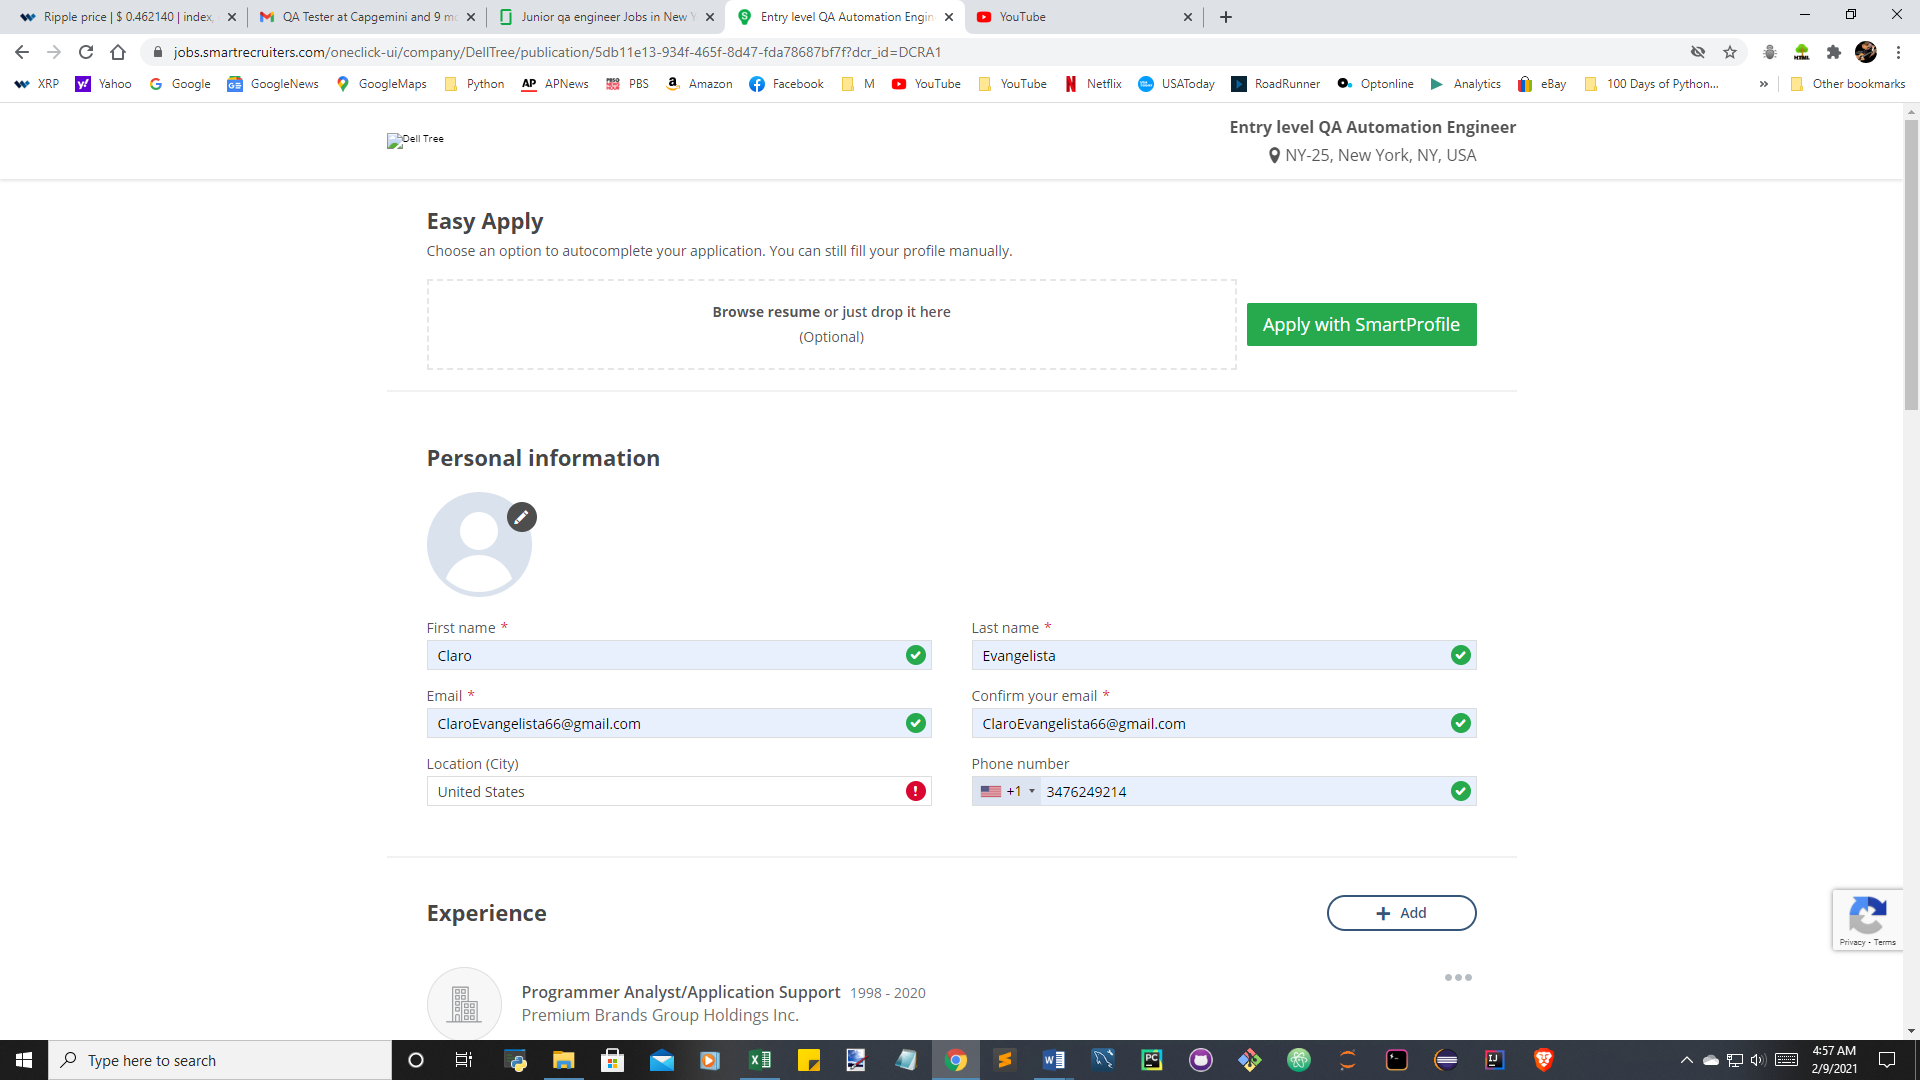 Ripple price | $ 0.462140 | index,
QA Tester at Capgemini and 9 mo
Junior qa engineer Jobs in New Y
Entry level QA Automation Engin
YouTube
jobs.smartrecruiters.com/oneclick-ui/company/DellTree/publication/5db11e13-934f-465f-8d47-fda78687bf7f?dcr_id=DCRA1
XRP
Yahoo
Google
GoogleNews
GoogleMaps
Python
APNews
PBS
Amazon
Facebook
M
YouTube
YouTube
Netflix
USAToday
RoadRunner
Optonline
Analytics
eBay
100 Days of Python...
»
Other bookmarks
Dell Tree
Entry level QA Automation Engineer
NY-25, New York, NY, USA
Easy Apply
Choose an option to autocomplete your application. You can still fill your profile manually.
Browse resume or just drop it here
(Optional)
Apply with SmartProfile
Personal information
First name *
Last name *
Claro
Evangelista
Email *
Confirm your email *
ClaroEvangelista66@gmail.com
ClaroEvangelista66@gmail.com
Location (City)
Phone number
United States
+1
3476249214
Experience
+ Add
Privacy - Terms
Programmer Analyst/Application Support 1998 - 2020
Premium Brands Group Holdings Inc.
Type here to search
4:57 AM
2/9/2021